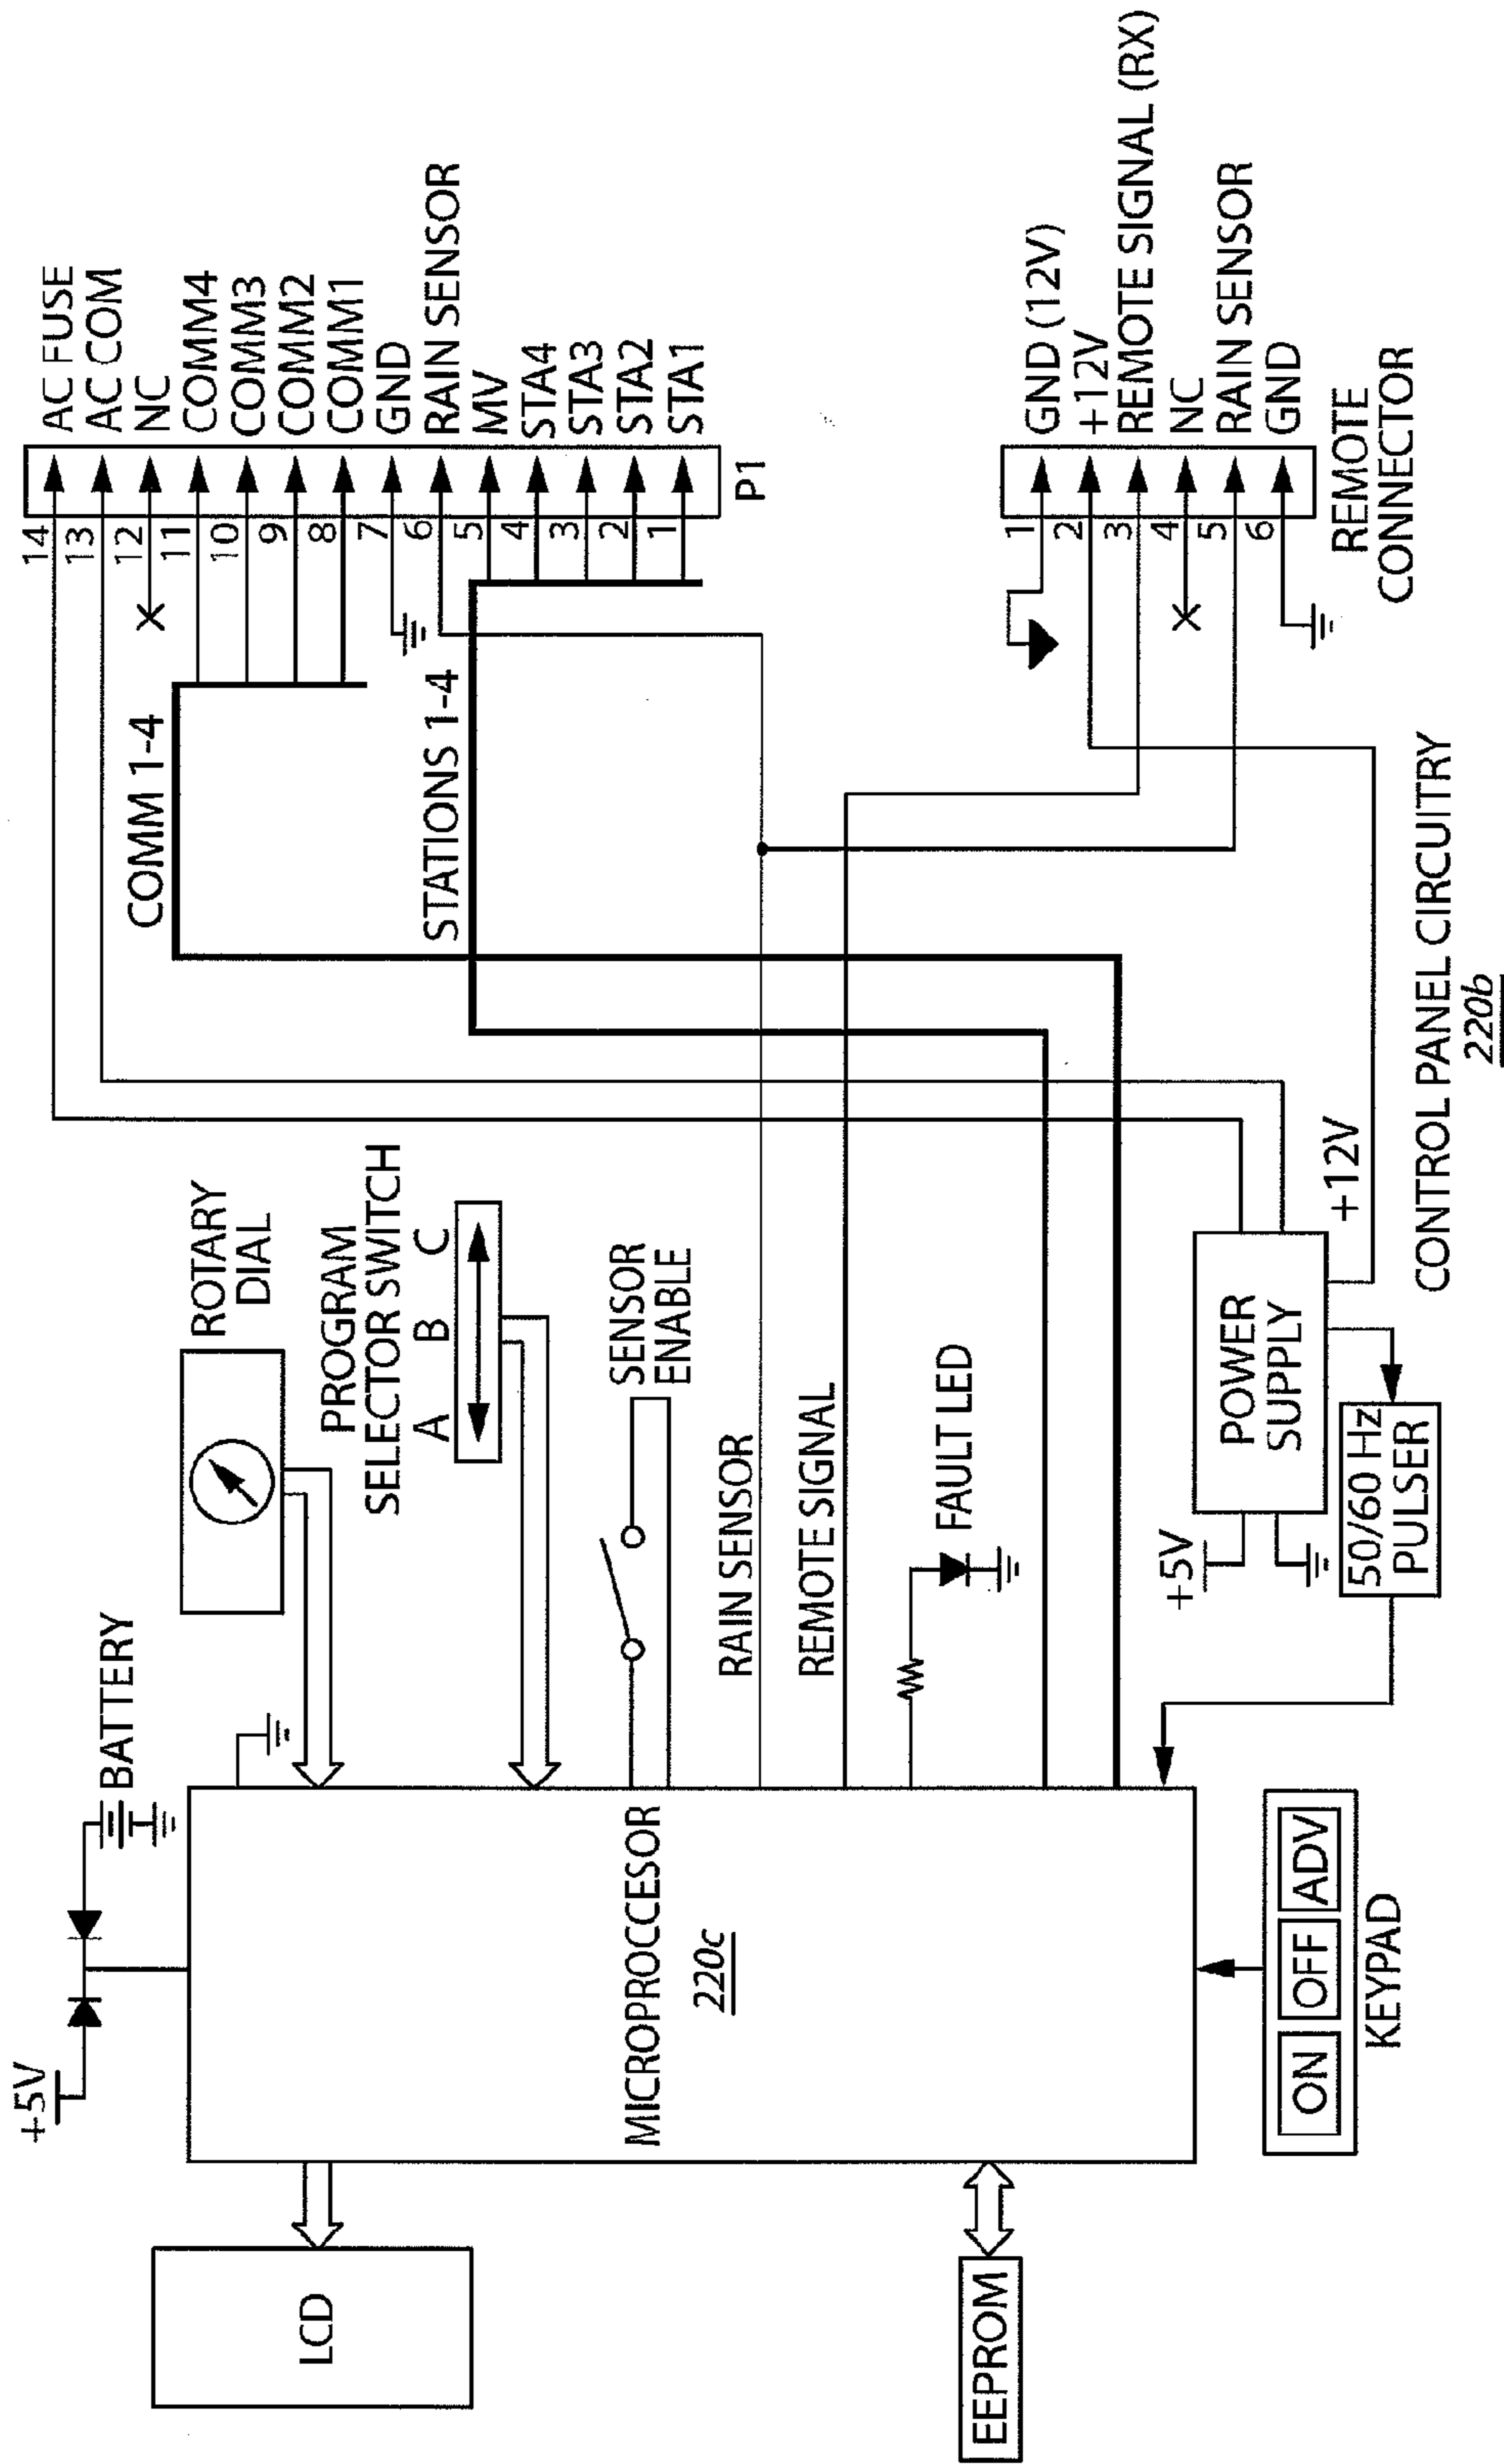 +5V
BATTERY
ROTARY
DIAL
PROGRAM
SELECTOR SWITCH
A B C
SENSOR
ENABLE
RAIN SENSOR
REMOTE SIGNAL
FAULT LED
LCD
MICROPROCCESOR
220c
EEPROM
ON OFF ADV
KEYPAD
+5V
POWER
SUPPLY
50/60 Hz
PULSER
+12V
COMM 1-4
STATIONS 1-4
14 AC FUSE
13 AC COM
12 NC
11 COMM4
10 COMM3
9 COMM2
8 COMM1
7 GND
6 RAIN SENSOR
5 MV
4 STA4
3 STA3
2 STA2
1 STA1
P1
1 GND (12V)
2 +12V
3 REMOTE SIGNAL (RX)
4 NC
5 RAIN SENSOR
6 GND
REMOTE
CONNECTOR
CONTROL PANEL CIRCUITRY
220b